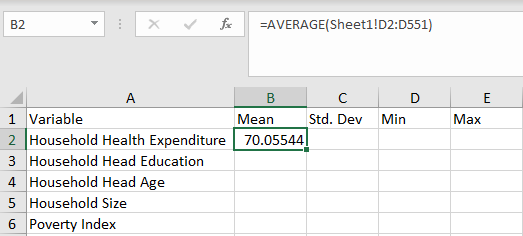 B2 fx =AVERAGE(Sheet1!D2:D551)
A B C D E
1 Variable Mean Std. Dev Min Max
2 Household Health Expenditure 70.05544
3 Household Head Education
4 Household Head Age
5 Household Size
6 Poverty Index